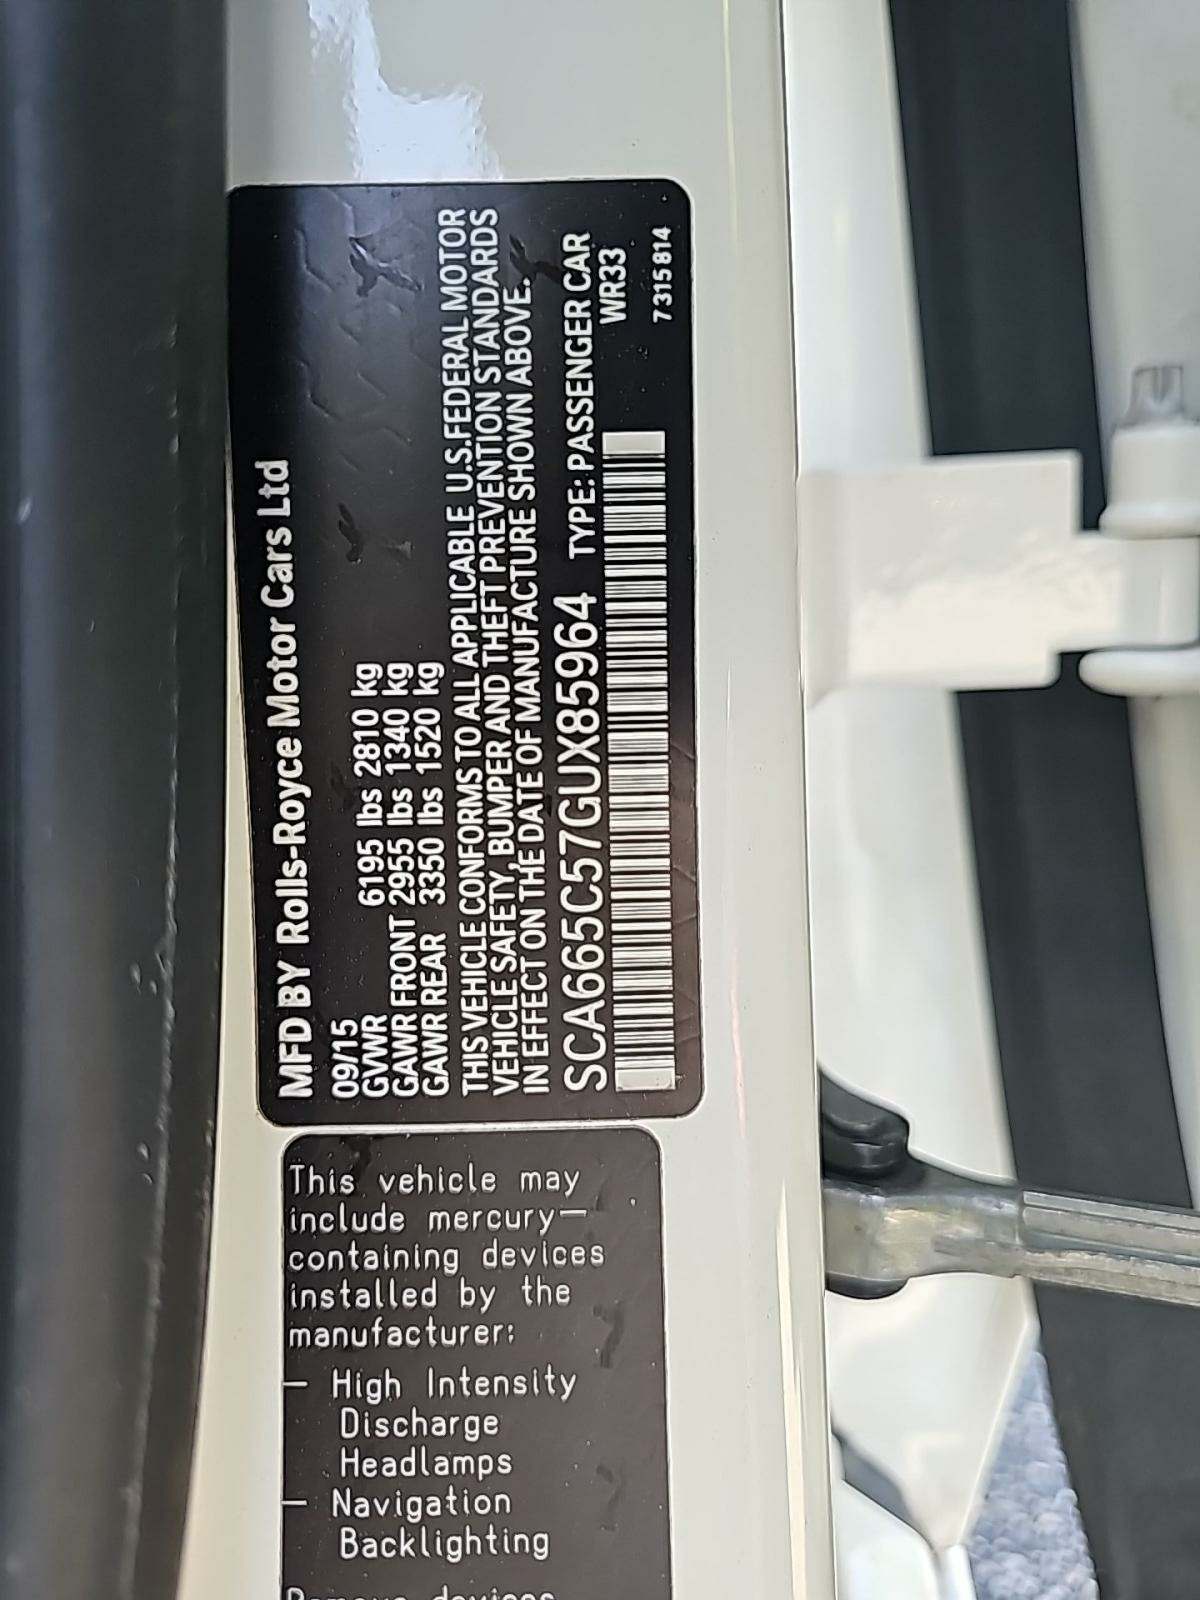 MFD BY Rolls-Royce Motor Cars Ltd
09/15
GVWR 6195 lbs 2810 kg
GAWR FRONT 2955 lbs 1340 kg
GAWR REAR 3350 lbs 1520 kg
THIS VEHICLE CONFORMS TO ALL APPLICABLE U.S.FEDERAL MOTOR
VEHICLE SAFETY, BUMPER AND THEFT PREVENTION STANDARDS
IN EFFECT ON THE DATE OF MANUFACTURE SHOWN ABOVE.
SCA665C57GUX85964 TYPE: PASSENGER CAR
WR33
7315814
This vehicle may
include mercury—
containing devices
installed by the
manufacturer:
— High Intensity
Discharge
Headlamps
— Navigation
Backlighting
Remove devices